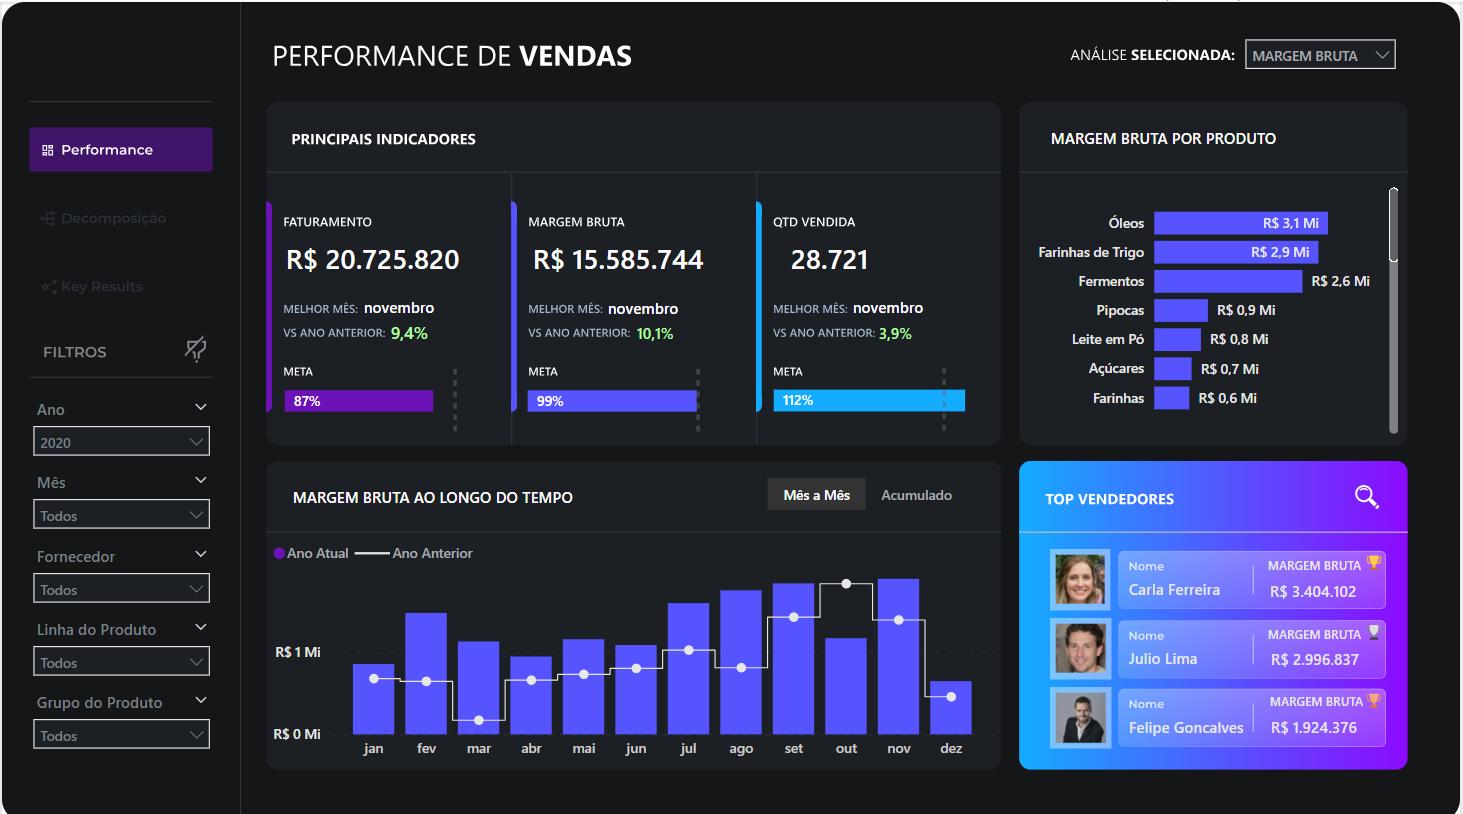 PERFORMANCE DE VENDAS
ANÁLISE SELECIONADA: MARGEM BRUTA
Performance
Decomposição
Key Results
FILTROS
Ano
2020
Mês
Todos
Fornecedor
Todos
Linha do Produto
Todos
Grupo do Produto
Todos
PRINCIPAIS INDICADORES
FATURAMENTO
R$ 20.725.820
MELHOR MÊS: novembro
VS ANO ANTERIOR: 9,4%
META
87%
MARGEM BRUTA
R$ 15.585.744
MELHOR MÊS: novembro
VS ANO ANTERIOR: 10,1%
META
99%
QTD VENDIDA
28.721
MELHOR MÊS: novembro
VS ANO ANTERIOR: 3,9%
META
112%
MARGEM BRUTA POR PRODUTO
Óleos R$ 3,1 Mi
Farinhas de Trigo R$ 2,9 Mi
Fermentos R$ 2,6 Mi
Pipocas R$ 0,9 Mi
Leite em Pó R$ 0,8 Mi
Açúcares R$ 0,7 Mi
Farinhas R$ 0,6 Mi
MARGEM BRUTA AO LONGO DO TEMPO
Mês a Mês Acumulado
Ano Atual Ano Anterior
R$ 1 Mi
R$ 0 Mi
jan fev mar abr mai jun jul ago set out nov dez
TOP VENDEDORES
Nome MARGEM BRUTA
Carla Ferreira R$ 3.404.102
Nome MARGEM BRUTA
Julio Lima R$ 2.996.837
Nome MARGEM BRUTA
Felipe Goncalves R$ 1.924.376